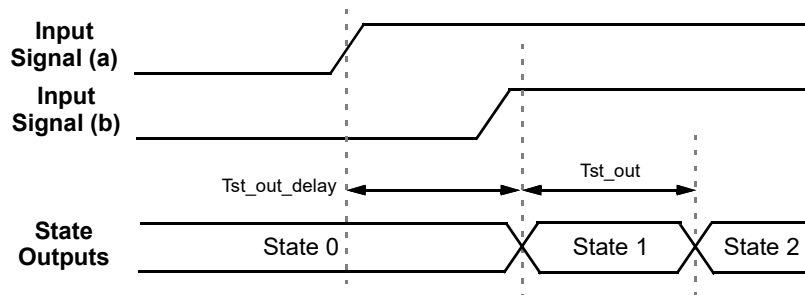 Input
Signal (a)
Input
Signal (b)
Tst_out_delay
Tst_out
State
Outputs
State 0
State 1
State 2